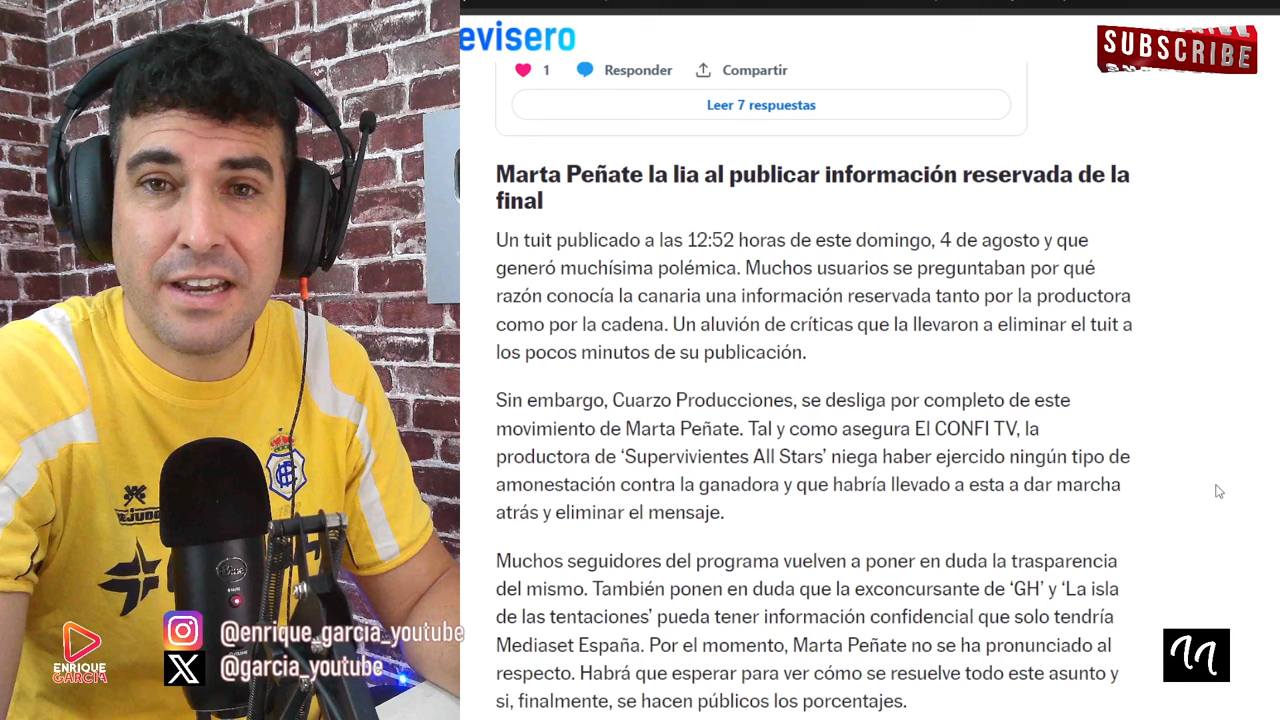 evisero
SUBSCRIBE
1 Responder Compartir
Leer 7 respuestas
Marta Peñate la lia al publicar información reservada de la
final
Un tuit publicado a las 12:52 horas de este domingo, 4 de agosto y que
generó muchísima polémica. Muchos usuarios se preguntaban por qué
razón conocía la canaria una información reservada tanto por la productora
como por la cadena. Un aluvión de críticas que la llevaron a eliminar el tuit a
los pocos minutos de su publicación.
Sin embargo, Cuarzo Producciones, se desliga por completo de este
movimiento de Marta Peñate. Tal y como asegura El CONFI TV, la
productora de ‘Supervivientes All Stars’ niega haber ejercido ningún tipo de
amonestación contra la ganadora y que habría llevado a esta a dar marcha
atrás y eliminar el mensaje.
Muchos seguidores del programa vuelven a poner en duda la trasparencia
del mismo. También ponen en duda que la exconcursante de ‘GH’ y ‘La isla
de las tentaciones’ pueda tener información confidencial que solo tendría
Mediaset España. Por el momento, Marta Peñate no se ha pronunciado al
respecto. Habrá que esperar para ver cómo se resuelve todo este asunto y
si, finalmente, se hacen públicos los porcentajes.
@enrique_garcia_youtube
@garcia_youtube
ENRIQUE
GARCIA